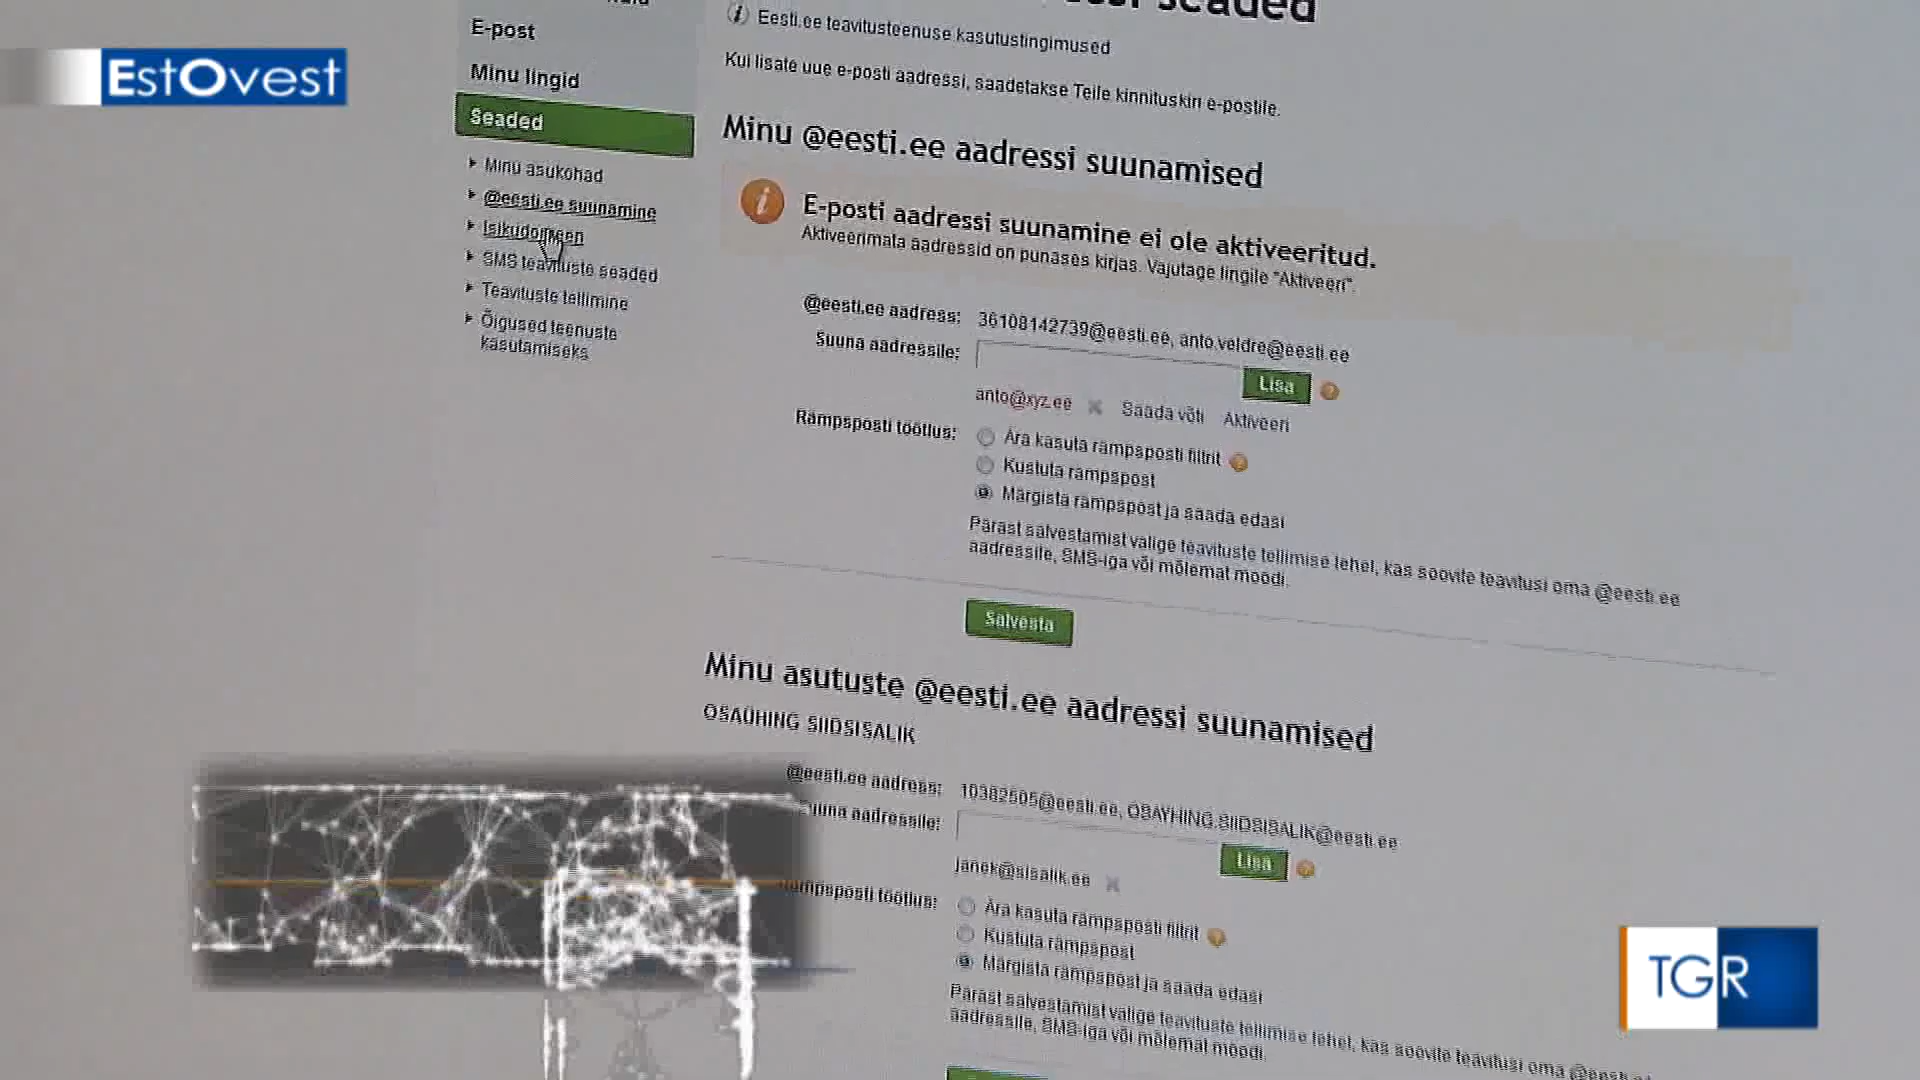 EstOvest
E-post
Minu lingid
Seaded
Minu asukohad
@eesti.ee suunamine
Isikudomeen
SMS teavituste seaded
Teavituste tellimine
Õigused teenuste
kasutamiseks
seaded
Eesti.ee teavitusteenuse kasutustingimused
Kui lisate uue e-posti aadressi, saadetakse Teile kinnituskiri e-postile.
Minu @eesti.ee aadressi suunamised
E-posti aadressi suunamine ei ole aktiveeritud.
Aktiveerimata aadressid on punases kirjas. Vajutage lingile "Aktiveeri".
@eesti.ee aadress: 36108142739@eesti.ee, anto.veldre@eesti.ee
Suuna aadressile:
Lisa
anto@xyz.ee Saada võti Aktiveeri
Rämpsposti töötlus:
Ära kasuta rämpsposti filtrit
Kustuta rämpspost
Märgista rämpspost ja saada edasi
Pärast salvestamist valige teavituste tellimise lehel, kas soovite teavitusi oma @eesti.ee
aadressile, SMS-iga või mõlemat moodi.
Salvesta
Minu asutuste @eesti.ee aadressi suunamised
OSAÜHING SIIDSISALIK
@eesti.ee aadress: 10382505@eesti.ee, OSAYHING.SIIDSISALIK@eesti.ee
Suuna aadressile:
Lisa
janek@sisalik.ee
Rämpsposti töötlus:
Ära kasuta rämpsposti filtrit
Kustuta rämpspost
Märgista rämpspost ja saada edasi
Pärast salvestamist valige teavituste tellimise lehel, kas soovite teavitusi oma @eesti.ee
aadressile, SMS-iga või mõlemat moodi.
TGR